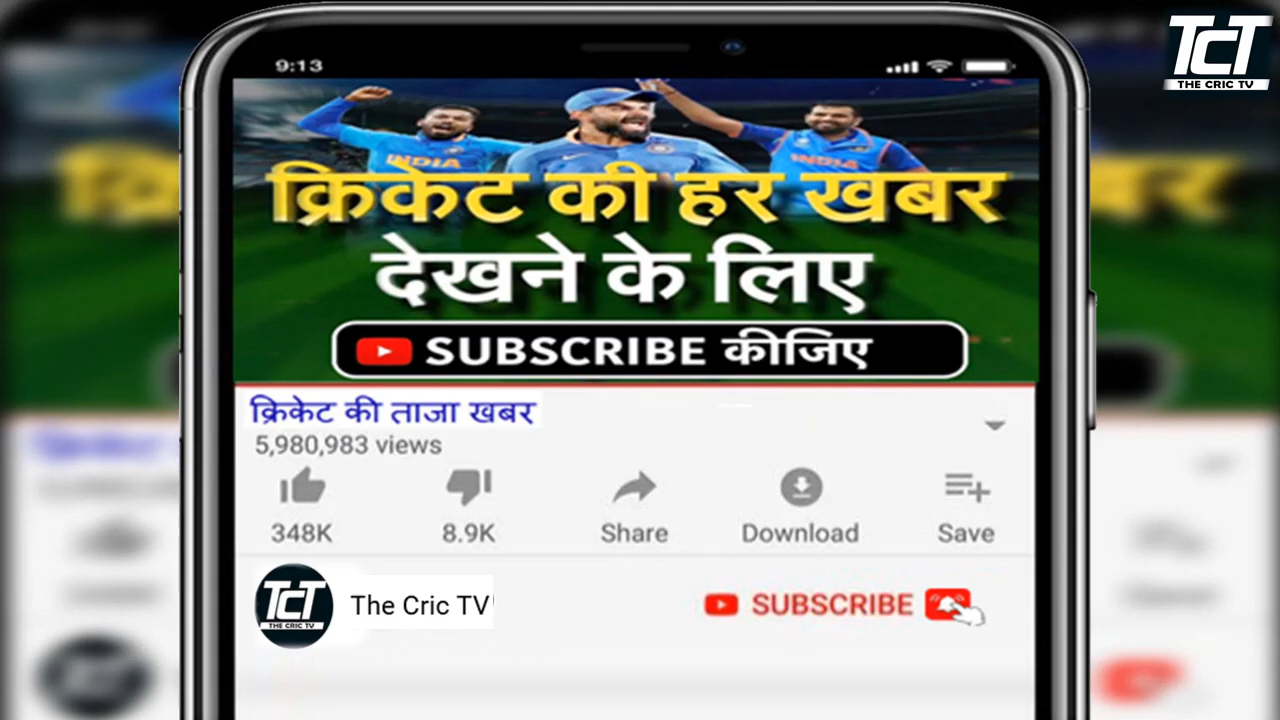 TCT
THE CRIC TV
9:13
INDIA
INDIA
क्रिकेट की हर खबर
देखने के लिए
SUBSCRIBE कीजिए
क्रिकेट की ताजा खबर
5,980,983 views
348K 8.9K Share Download Save
TCT
THE CRIC TV
The Cric TV
SUBSCRIBE